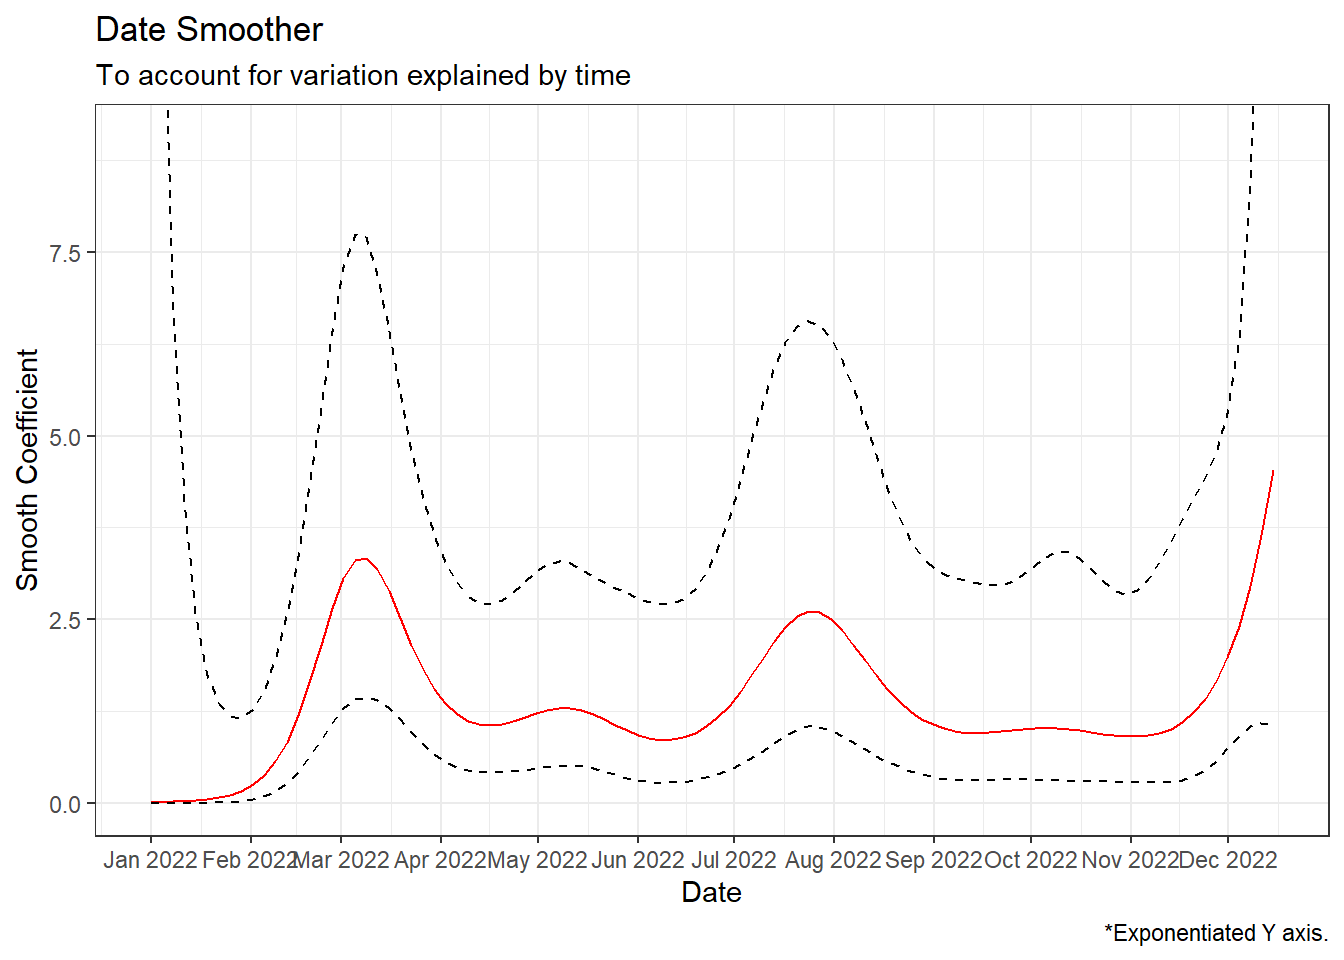 Date Smoother
To account for variation explained by time
Smooth Coefficient
7.5
5.0
2.5
0.0
Jan 2022 Feb 2022 Mar 2022 Apr 2022 May 2022 Jun 2022 Jul 2022 Aug 2022 Sep 2022 Oct 2022 Nov 2022 Dec 2022
Date
*Exponentiated Y axis.